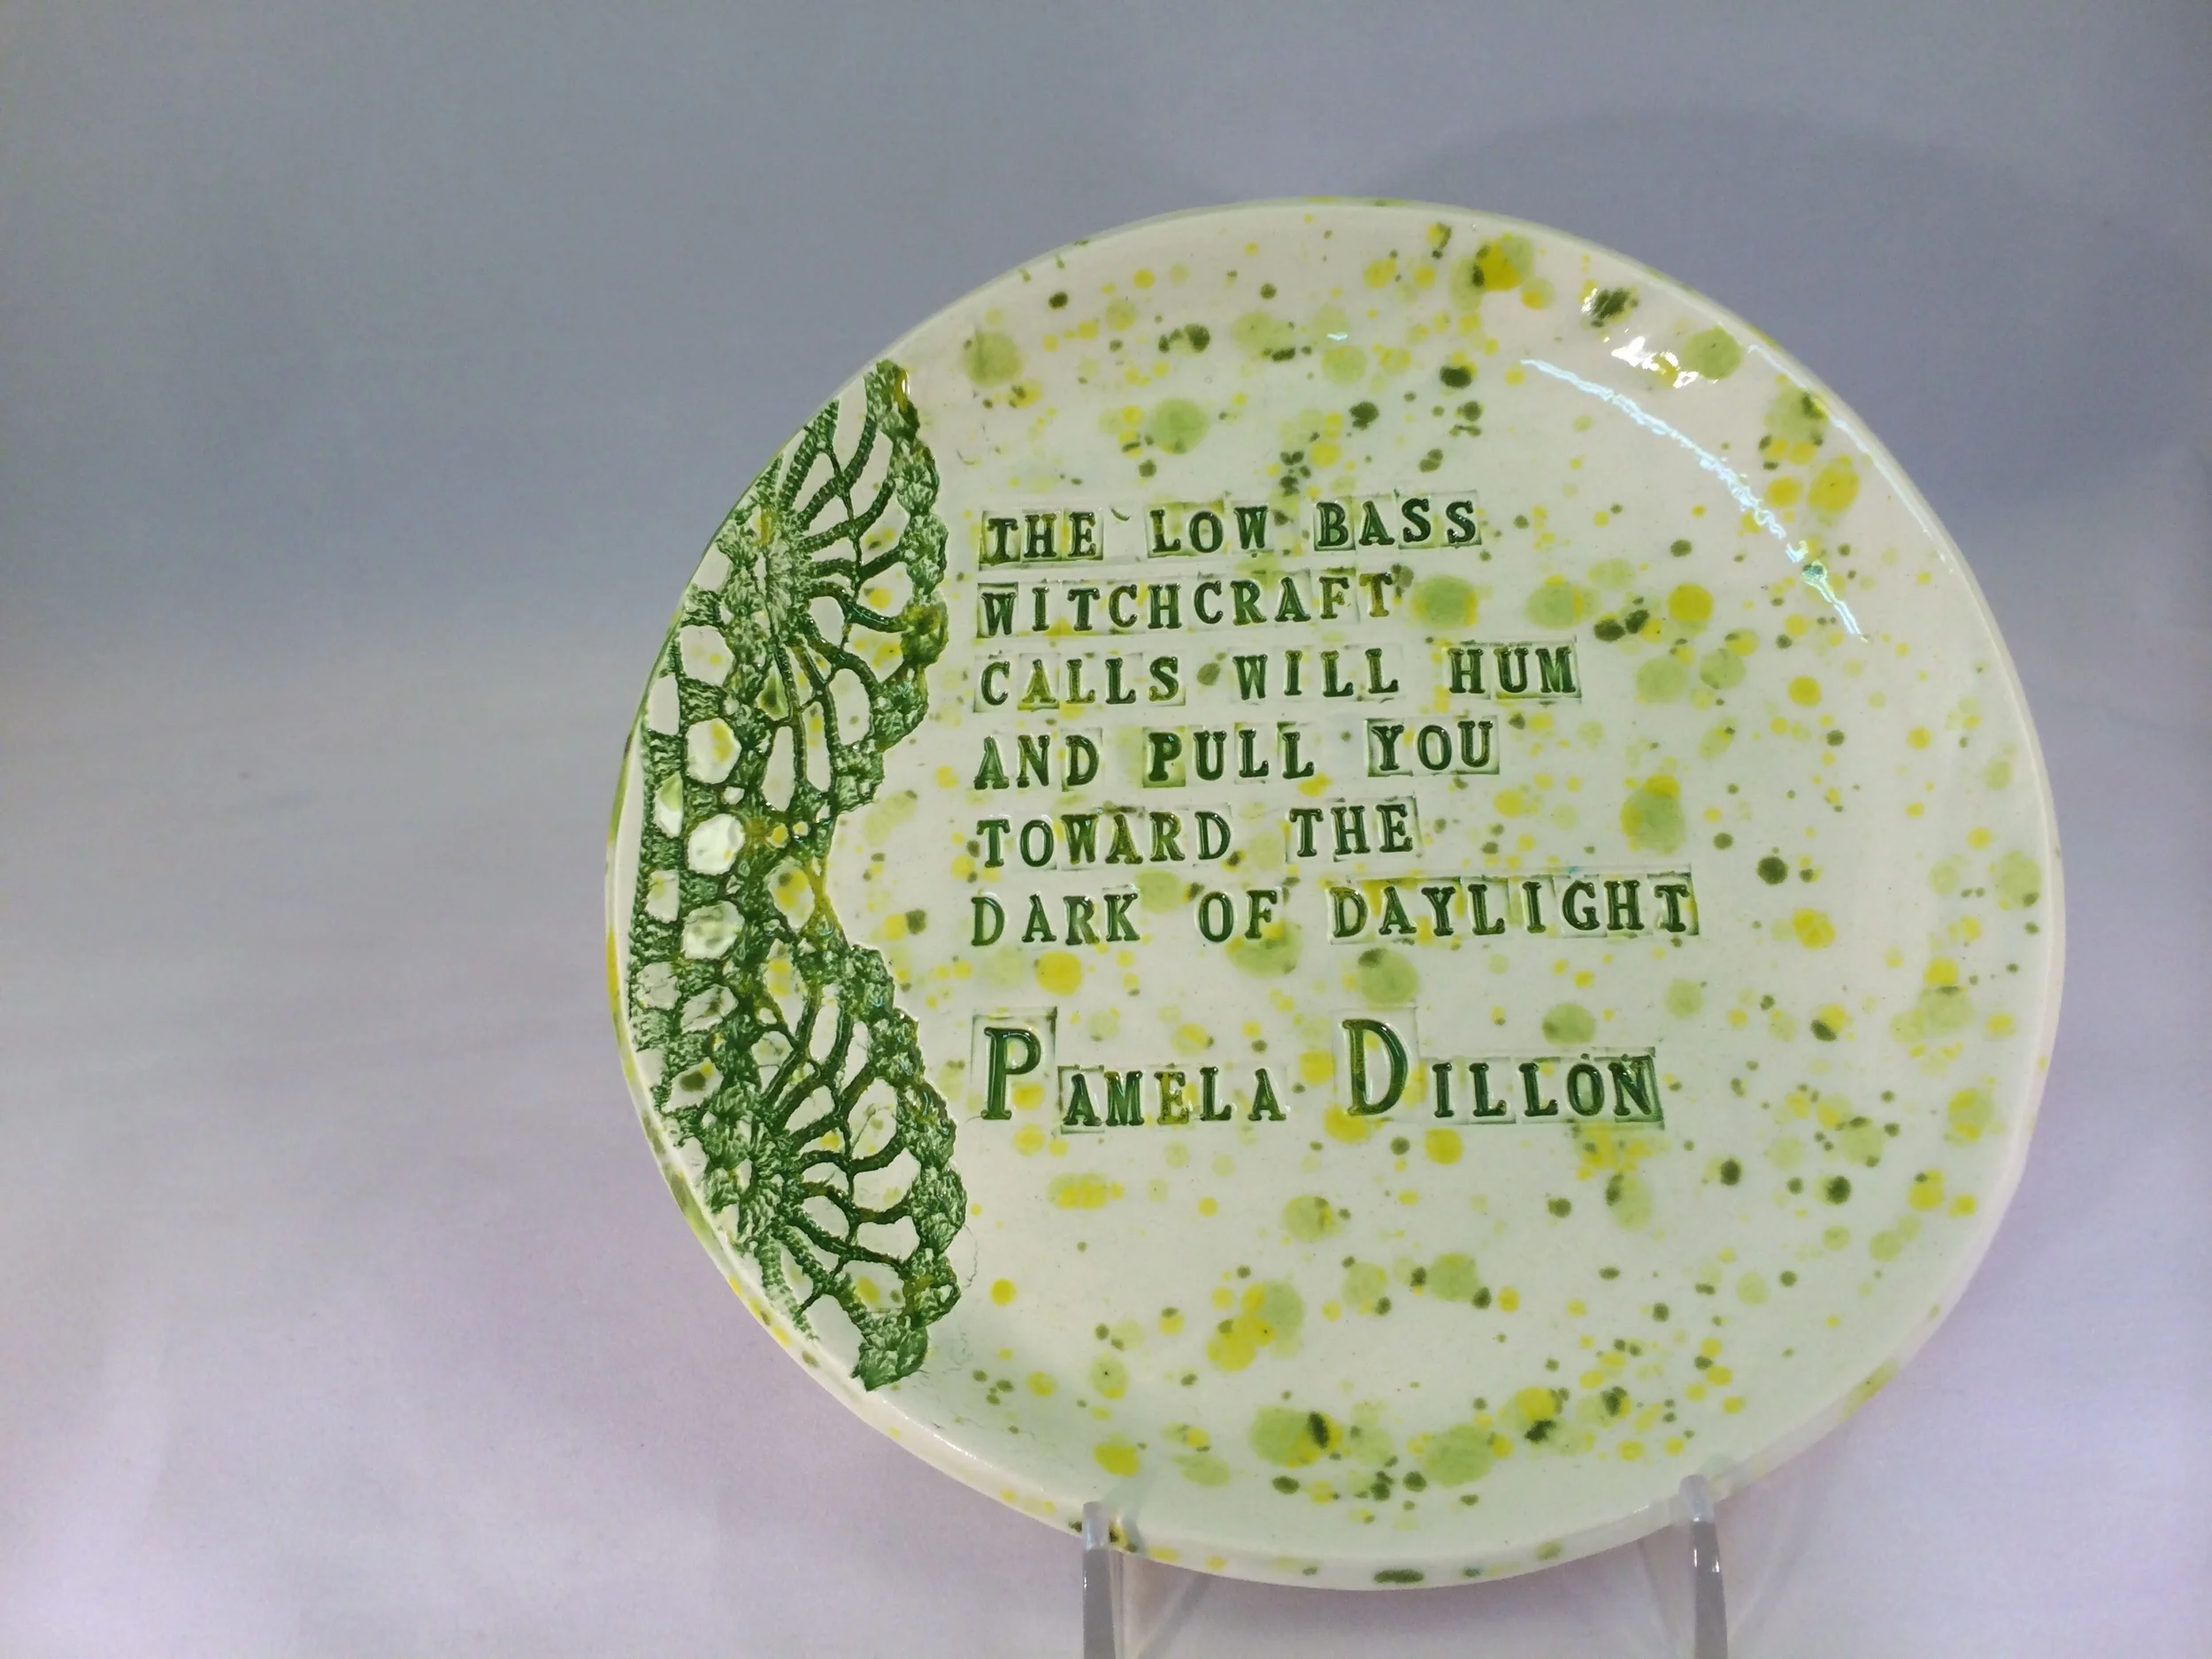 THE LOW BASS
WITCHCRAFT
CALLS WILL HUM
AND PULL YOU
TOWARD THE
DARK OF DAYLIGHT
PAMELA DILLON